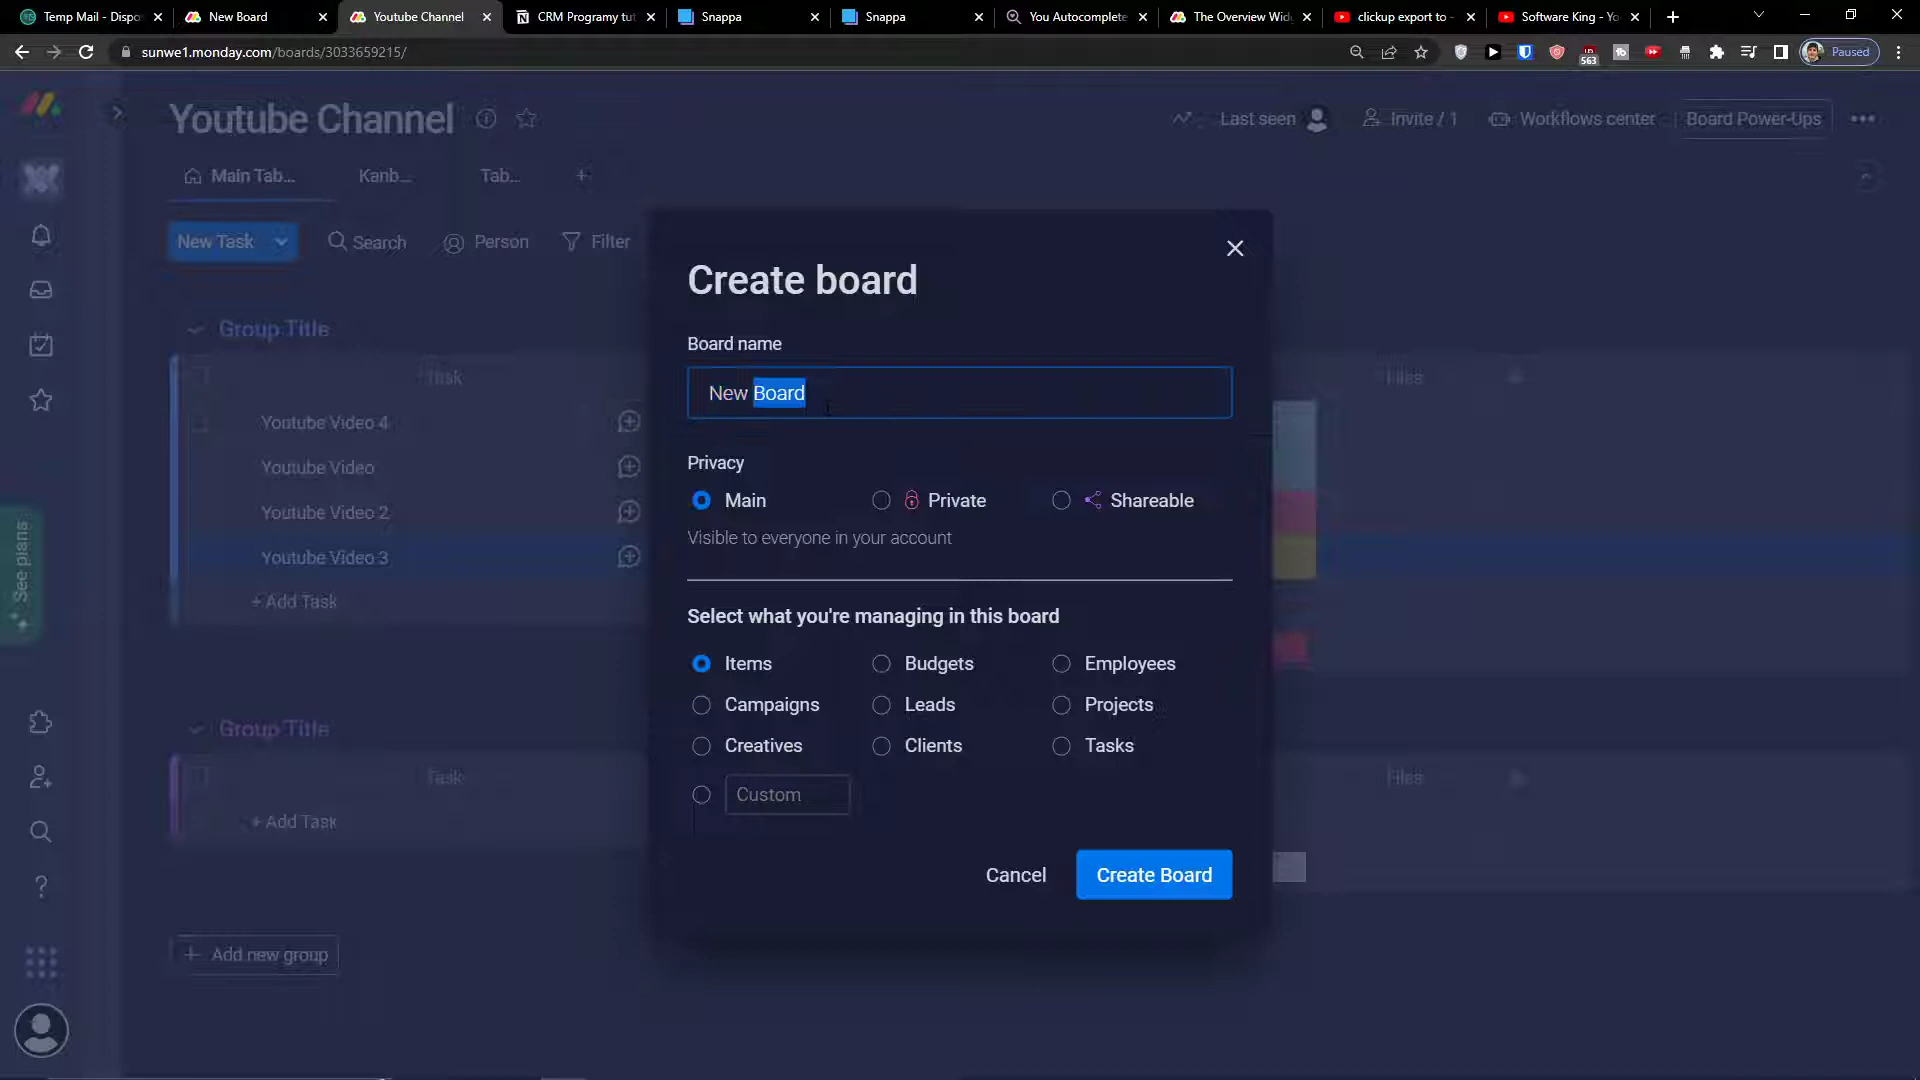 Temp Mail - Dispos
New Board
Youtube Channel
CRM Programy tut
Snappa
Snappa
You Autocomplete
The Overview Widg
clickup export to -
Software King - Yo
sunwe1.monday.com/boards/3033659215/
563
Paused
Youtube Channel
Last seen
Invite / 1
Workflows center
Board Power-Ups
Main Tab...
Kanb...
Tab...
New Task
Search
Person
Filter
Group Title
Task
Files
Youtube Video 4
Youtube Video
Youtube Video 2
Youtube Video 3
+ Add Task
See plans
Group Title
Task
Files
+ Add Task
+ Add new group
Create board
Board name
New Board
Privacy
Main
Private
Shareable
Visible to everyone in your account
Select what you're managing in this board
Items
Budgets
Employees
Campaigns
Leads
Projects
Creatives
Clients
Tasks
Custom
Cancel
Create Board